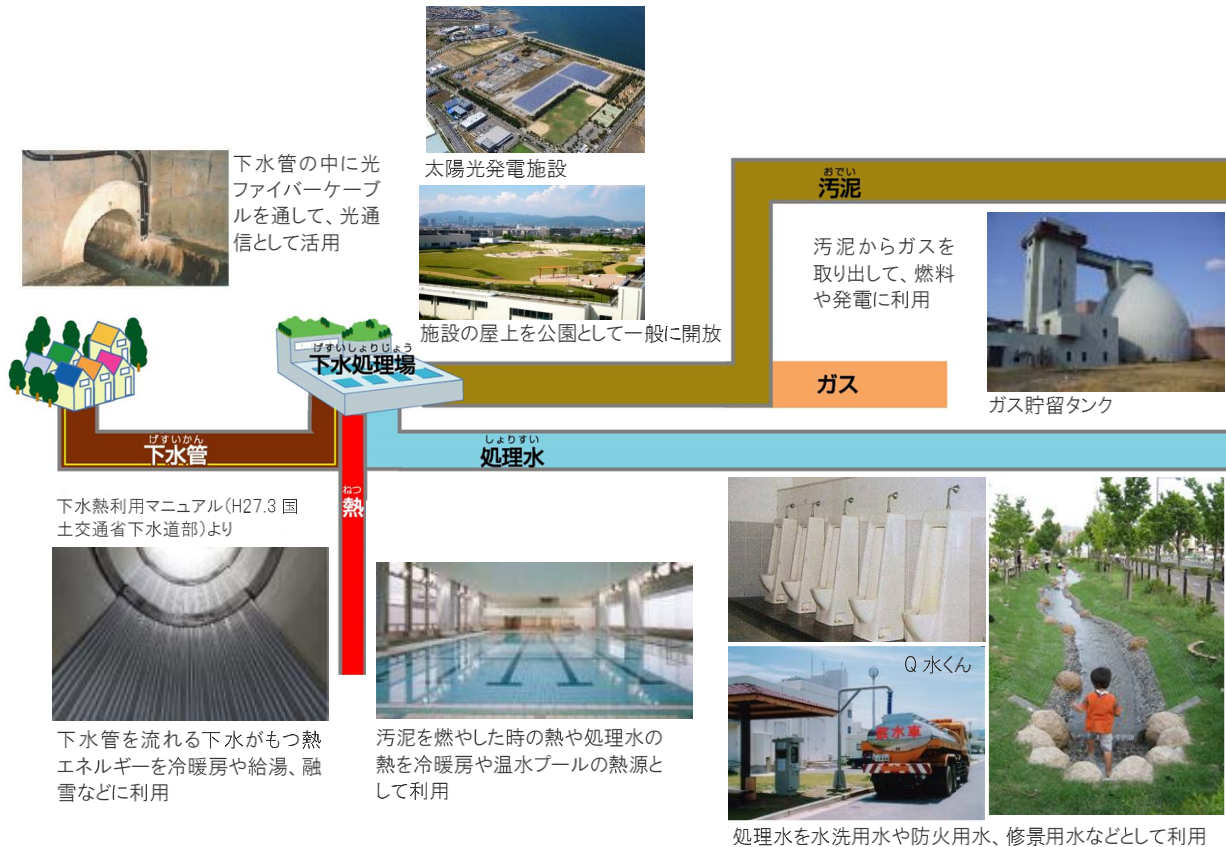 太陽光発電施設
下水管の中に光
ファイバーケーブ
ルを通して、光通
信として活用
施設の屋上を公園として一般に開放
おでい
汚泥
汚泥からガスを
取り出して、燃料
や発電に利用
ガス
ガス貯留タンク
げすいしょりじょう
下水処理場
げすいかん
下水管
しょりすい
処理水
ねつ
熱
下水熱利用マニュアル(H27.3 国
土交通省下水道部)より
下水管を流れる下水がもつ熱
エネルギーを冷暖房や給湯、融
雪などに利用
汚泥を燃やした時の熱や処理水の
熱を冷暖房や温水プールの熱源と
して利用
Q 水くん
散水車
処理水を水洗用水や防火用水、修景用水などとして利用